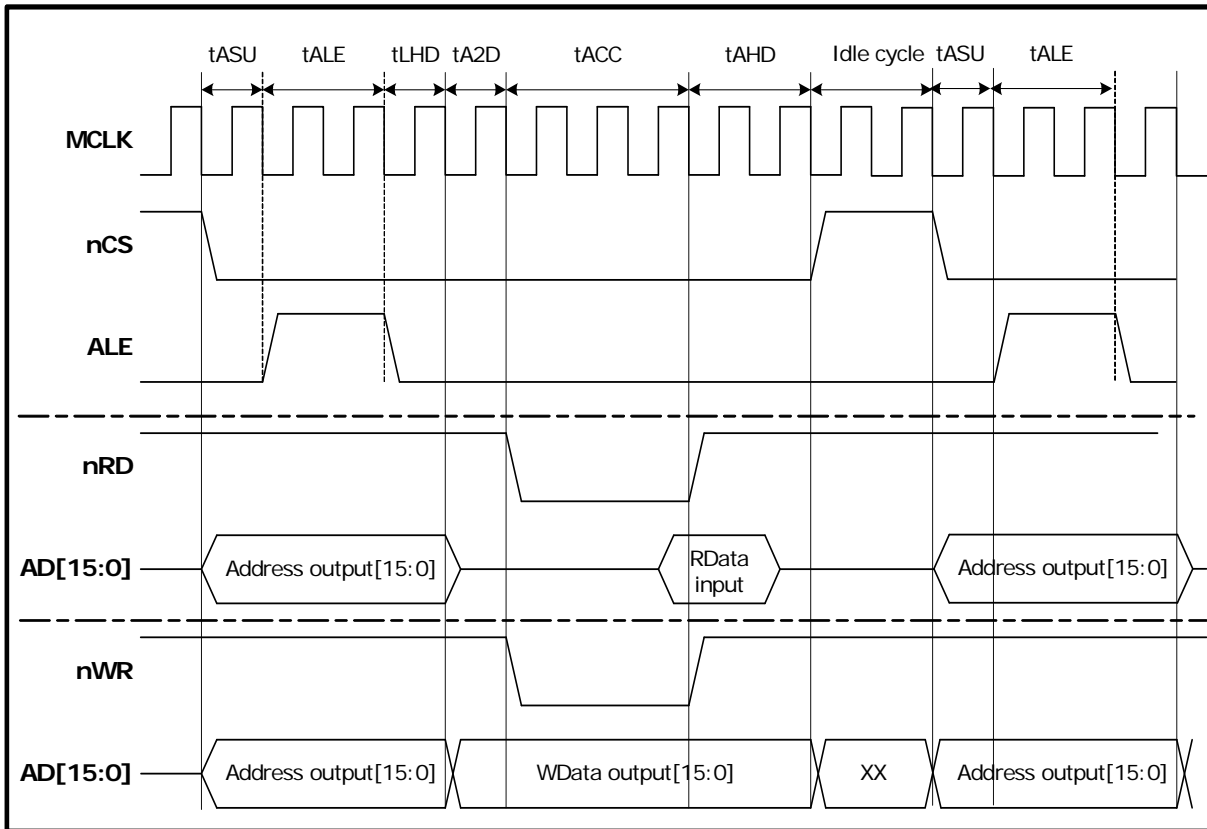 tASU tALE tLHD tA2D tACC tAHD Idle cycle tASU tALE
MCLK
nCS
ALE
nRD
AD[15:0] Address output[15:0] RData input Address output[15:0]
nWR
AD[15:0] Address output[15:0] WData output[15:0] XX Address output[15:0]